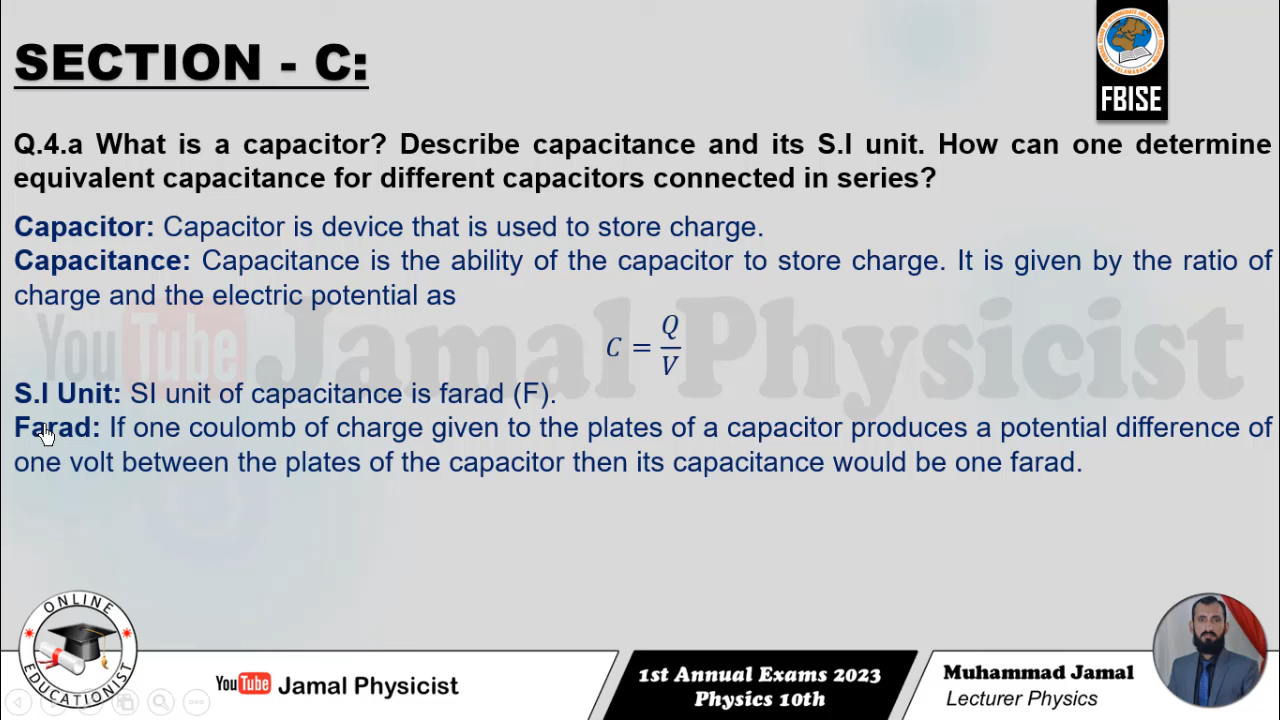 SECTION - C:
FBISE
Q.4.a What is a capacitor? Describe capacitance and its S.I unit. How can one determine
equivalent capacitance for different capacitors connected in series?
Capacitor: Capacitor is device that is used to store charge.
Capacitance: Capacitance is the ability of the capacitor to store charge. It is given by the ratio of
charge and the electric potential as
YouTube Jamal Physicist
C = Q/V
S.I Unit: SI unit of capacitance is farad (F).
Farad: If one coulomb of charge given to the plates of a capacitor produces a potential difference of
one volt between the plates of the capacitor then its capacitance would be one farad.
ONLINE
EDUCATIONIST
YouTube Jamal Physicist
1st Annual Exams 2023
Physics 10th
Muhammad Jamal
Lecturer Physics